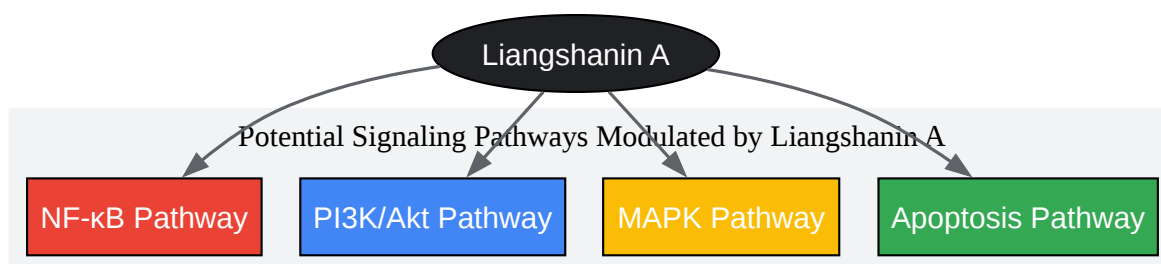 Liangshanin A
Potential Signaling Pathways Modulated by Liangshanin A
NF-κB Pathway
PI3K/Akt Pathway
MAPK Pathway
Apoptosis Pathway